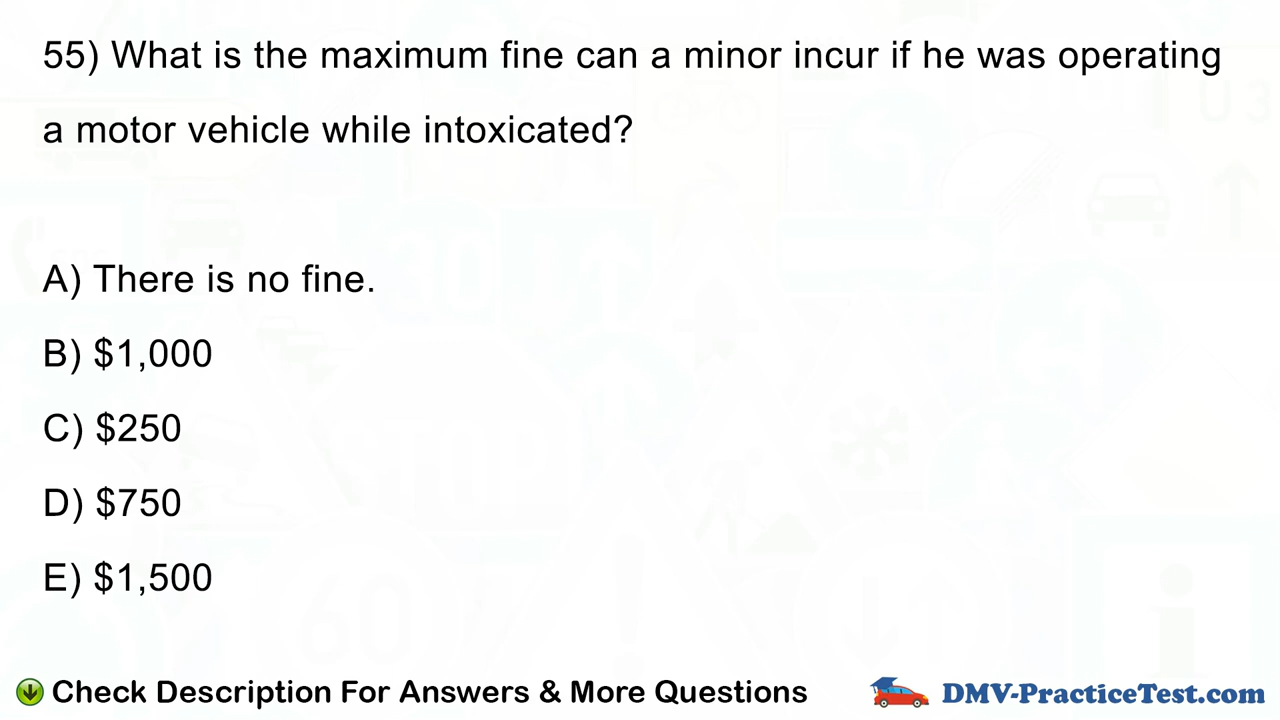 55) What is the maximum fine can a minor incur if he was operating
a motor vehicle while intoxicated?
A) There is no fine.
B) $1,000
C) $250
D) $750
E) $1,500
Check Description For Answers & More Questions
DMV-PracticeTest.com